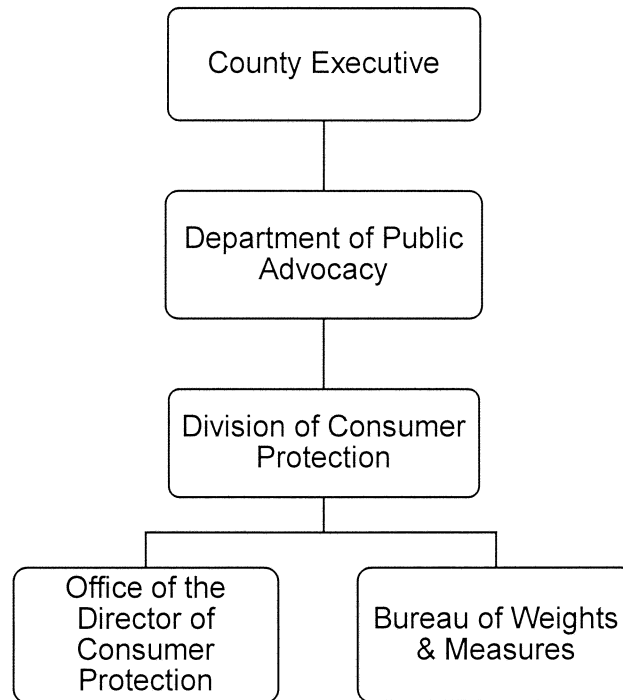 County Executive
Department of Public
Advocacy
Division of Consumer
Protection
Office of the
Director of
Consumer
Protection
Bureau of Weights
& Measures